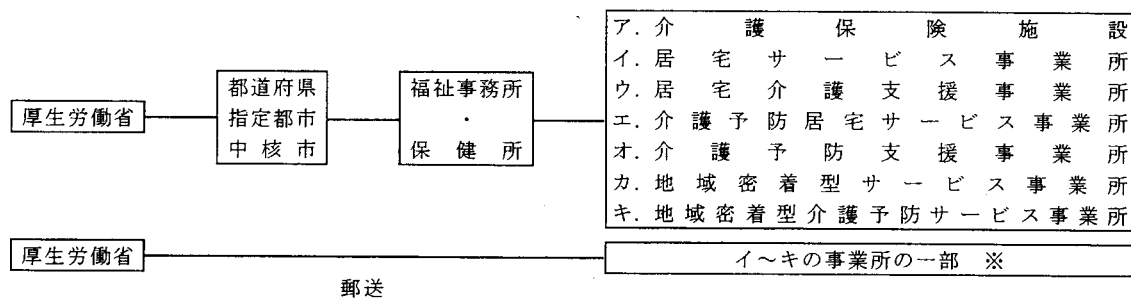 厚生労働省
都道府県
指定都市
中核市
福祉事務所
・
保健所
ア．介護保険施設
イ．居宅サービス事業所
ウ．居宅介護支援事業所
エ．介護予防居宅サービス事業所
オ．介護予防支援事業所
カ．地域密着型サービス事業所
キ．地域密着型介護予防サービス事業所
厚生労働省
郵送
イ～キの事業所の一部　※